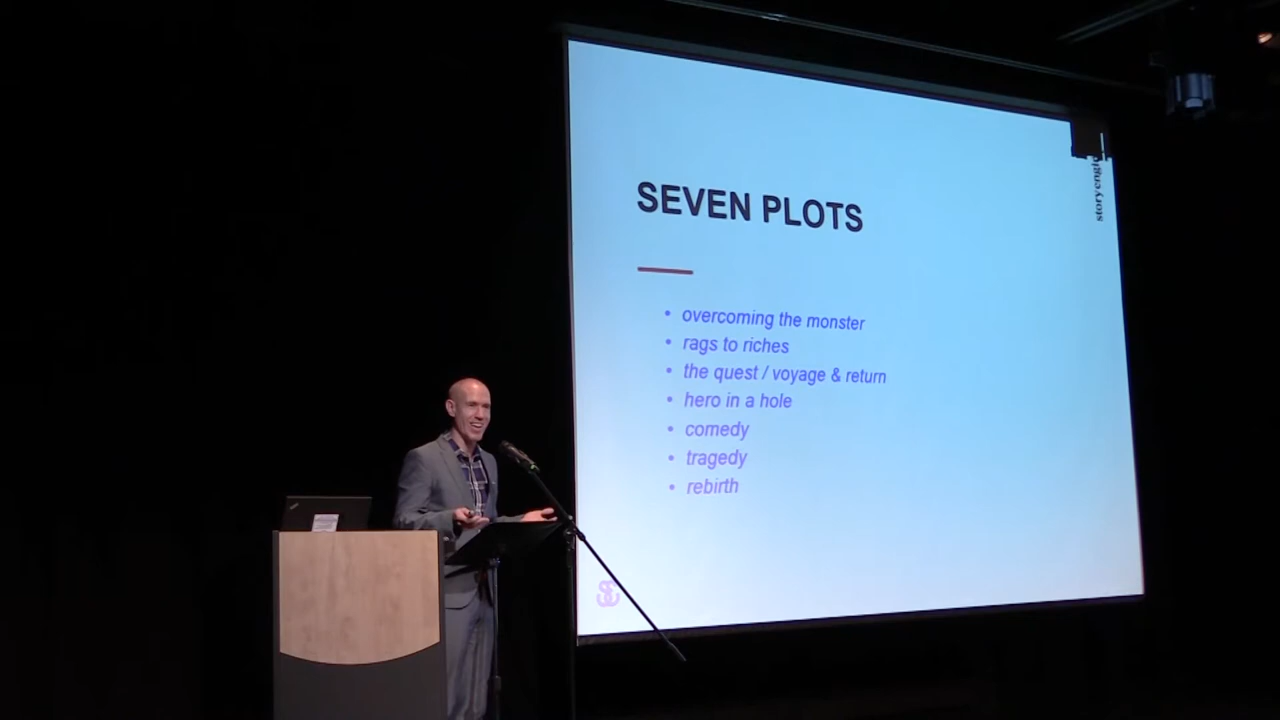 SEVEN PLOTS
• overcoming the monster
• rags to riches
• the quest / voyage & return
• hero in a hole
• comedy
• tragedy
• rebirth